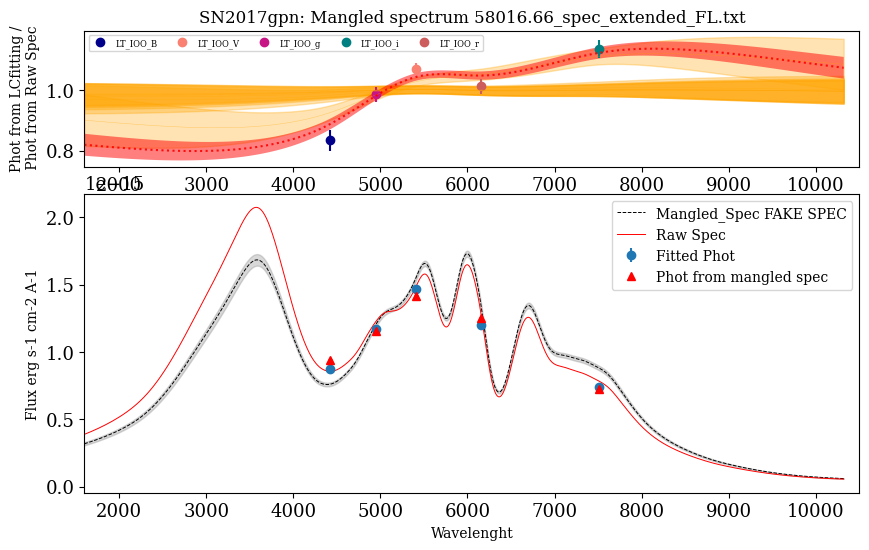 SN2017gpn: Mangled spectrum 58016.66_spec_extended_FL.txt
Phot from LCfitting /
Phot from Raw Spec
LT_IOO_B LT_IOO_V LT_IOO_g LT_IOO_i LT_IOO_r
1.0
0.8
2000 3000 4000 5000 6000 7000 8000 9000 10000
1e−15
Flux erg s-1 cm-2 A-1
Mangled_Spec FAKE SPEC
Raw Spec
Fitted Phot
Phot from mangled spec
2.0
1.5
1.0
0.5
0.0
2000 3000 4000 5000 6000 7000 8000 9000 10000
Wavelenght